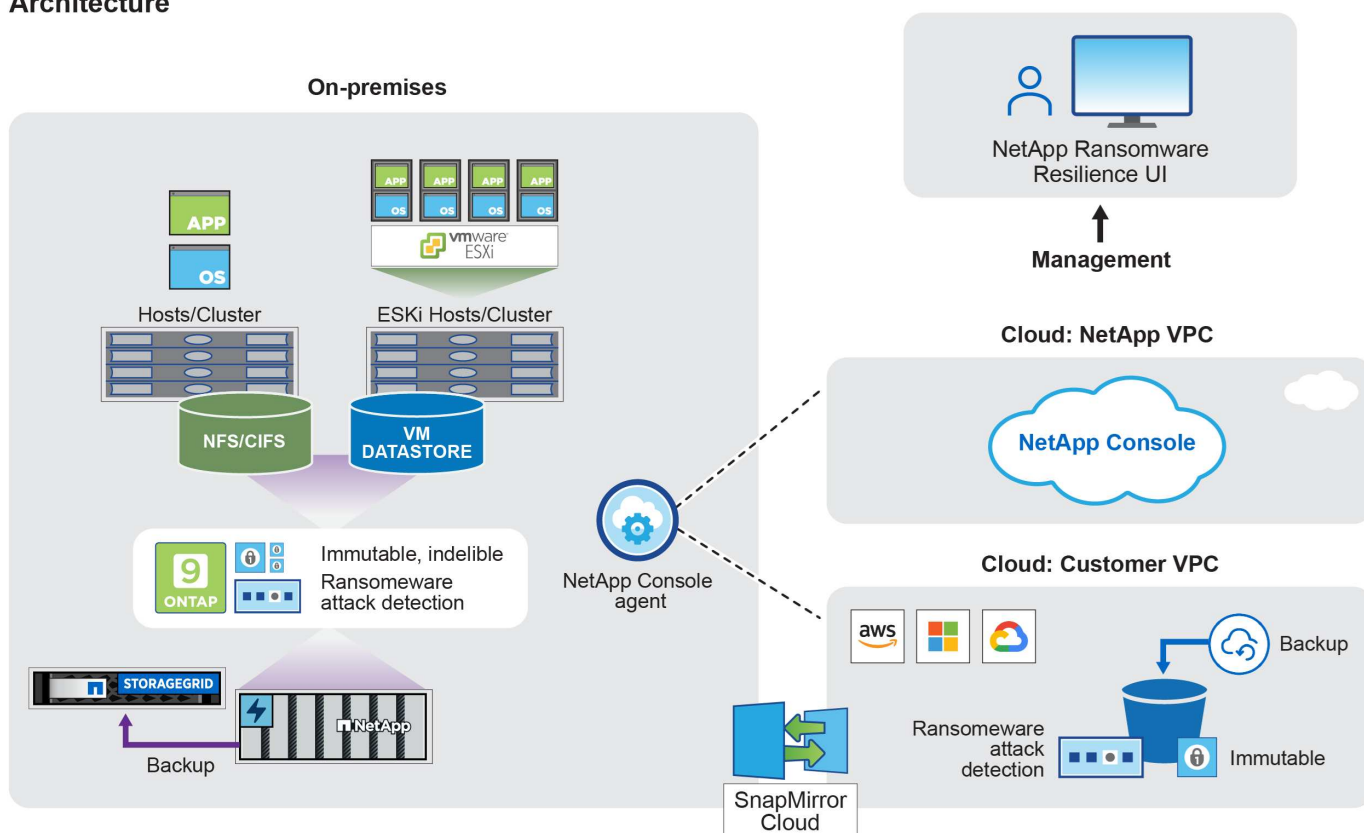 Architecture
On-premises
APP
OS
APP
APP
APP
APP
OS
OS
OS
OS
vmware
ESXi
Hosts/Cluster
ESKi Hosts/Cluster
NFS/CIFS
VM
DATASTORE
9
ONTAP
Immutable, indelible
Ransomeware
attack detection
STORAGEGRID
NetApp
Backup
NetApp Console
agent
NetApp Ransomware
Resilience UI
Management
Cloud: NetApp VPC
NetApp Console
Cloud: Customer VPC
aws
Backup
Ransomeware
attack
detection
Immutable
SnapMirror
Cloud